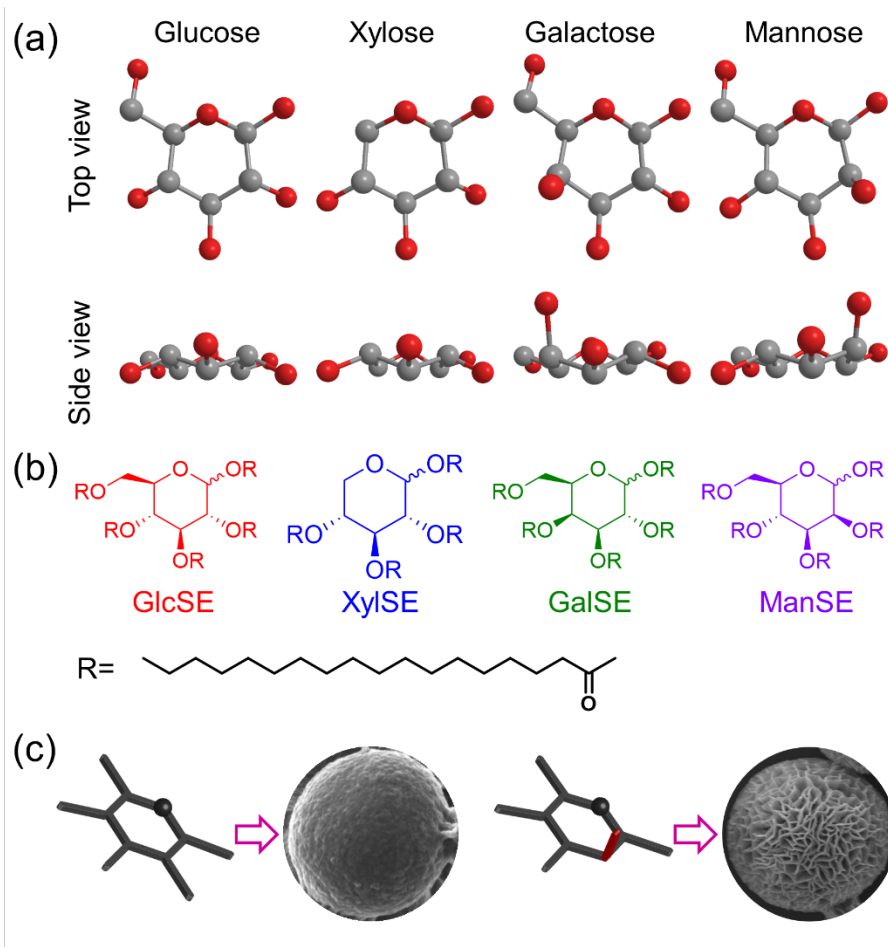 (a)
Glucose Xylose Galactose Mannose
Top view
Side view
(b)
O OR O OR O OR O OR
RO RO RO
RO OR RO OR RO OR RO OR
OR OR OR OR
GlcSE XylSE GalSE ManSE
R=
O
(c)